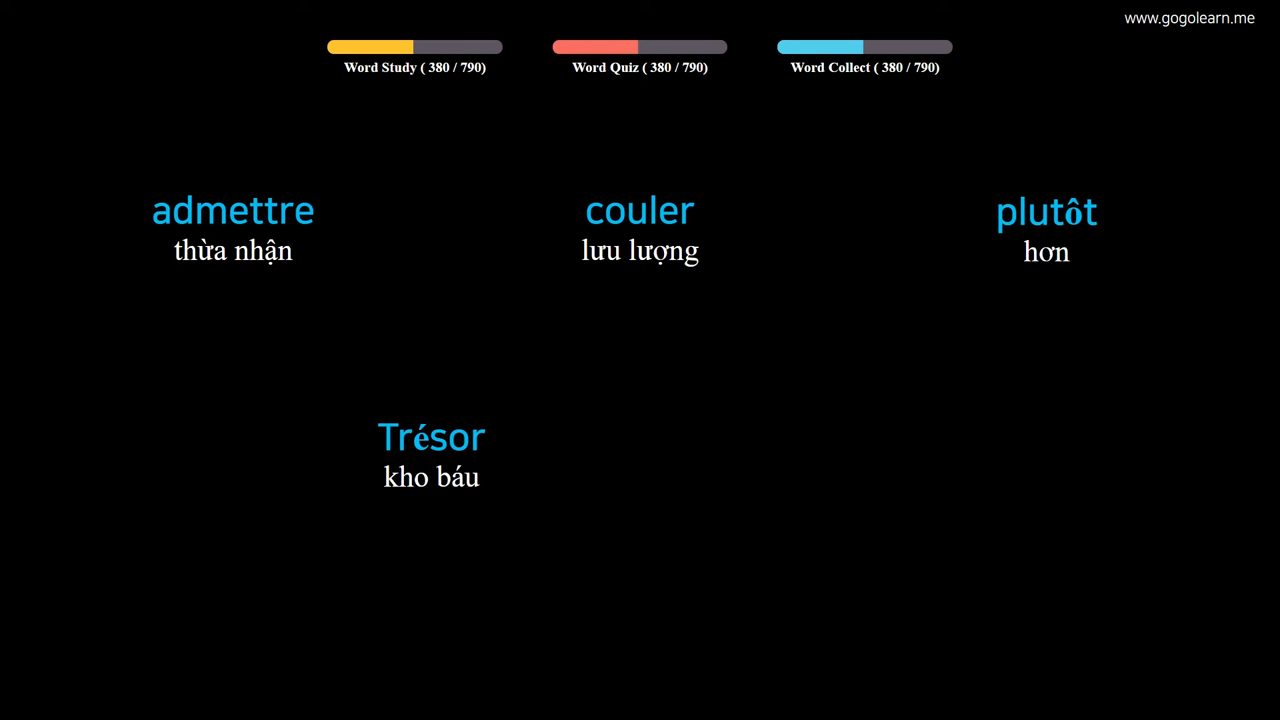 www.gogolearn.me
Word Study ( 380 / 790)
Word Quiz ( 380 / 790)
Word Collect ( 380 / 790)
admettre
thừa nhận
couler
lưu lượng
plutôt
hơn
Trésor
kho báu